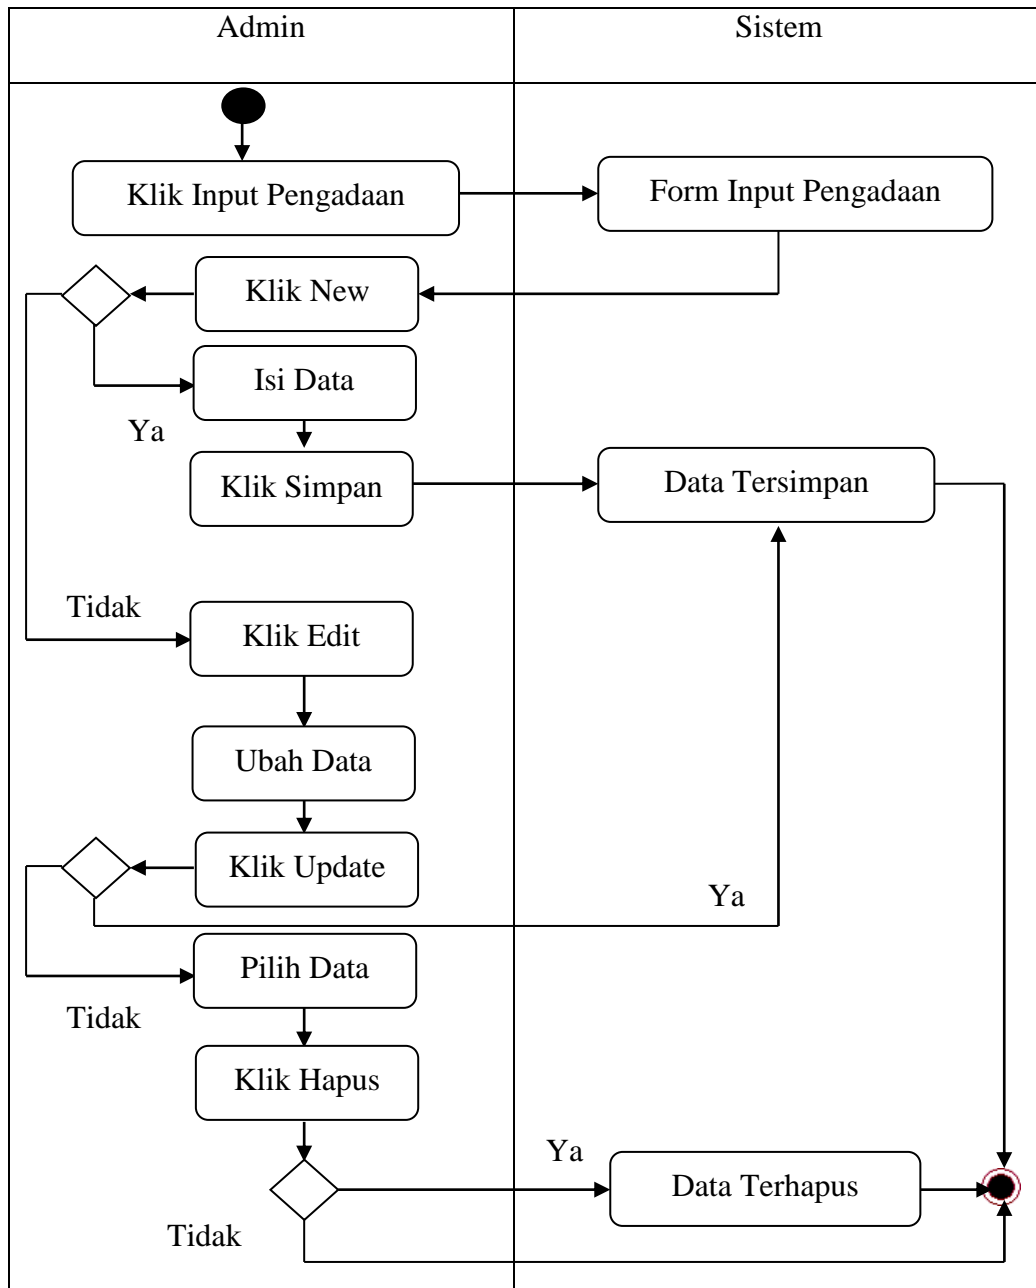 Admin
Sistem
Klik Input Pengadaan
Form Input Pengadaan
Klik New
Isi Data
Ya
Klik Simpan
Data Tersimpan
Tidak
Klik Edit
Ubah Data
Klik Update
Ya
Pilih Data
Tidak
Klik Hapus
Ya
Data Terhapus
Tidak